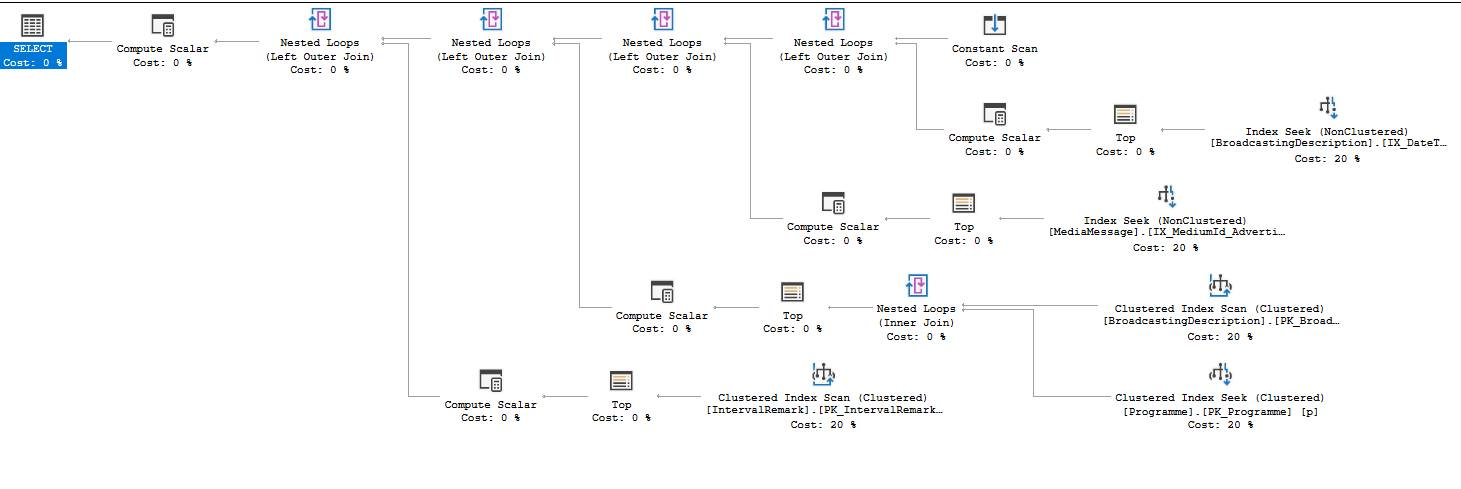 SELECT
Cost: 0 %
Compute Scalar
Cost: 0 %
Nested Loops
(Left Outer Join)
Cost: 0 %
Nested Loops
(Left Outer Join)
Cost: 0 %
Nested Loops
(Left Outer Join)
Cost: 0 %
Nested Loops
(Left Outer Join)
Cost: 0 %
Constant Scan
Cost: 0 %
Compute Scalar
Cost: 0 %
Top
Cost: 0 %
Index Seek (NonClustered)
[BroadcastingDescription].[IX_DateT…
Cost: 20 %
Compute Scalar
Cost: 0 %
Top
Cost: 0 %
Index Seek (NonClustered)
[MediaMessage].[IX_MediumId_Adverti…
Cost: 20 %
Compute Scalar
Cost: 0 %
Top
Cost: 0 %
Nested Loops
(Inner Join)
Cost: 0 %
Clustered Index Scan (Clustered)
[BroadcastingDescription].[PK_Broad…
Cost: 20 %
Compute Scalar
Cost: 0 %
Top
Cost: 0 %
Clustered Index Scan (Clustered)
[IntervalRemark].[PK_IntervalRemark…
Cost: 20 %
Clustered Index Seek (Clustered)
[Programme].[PK_Programme] [p]
Cost: 20 %